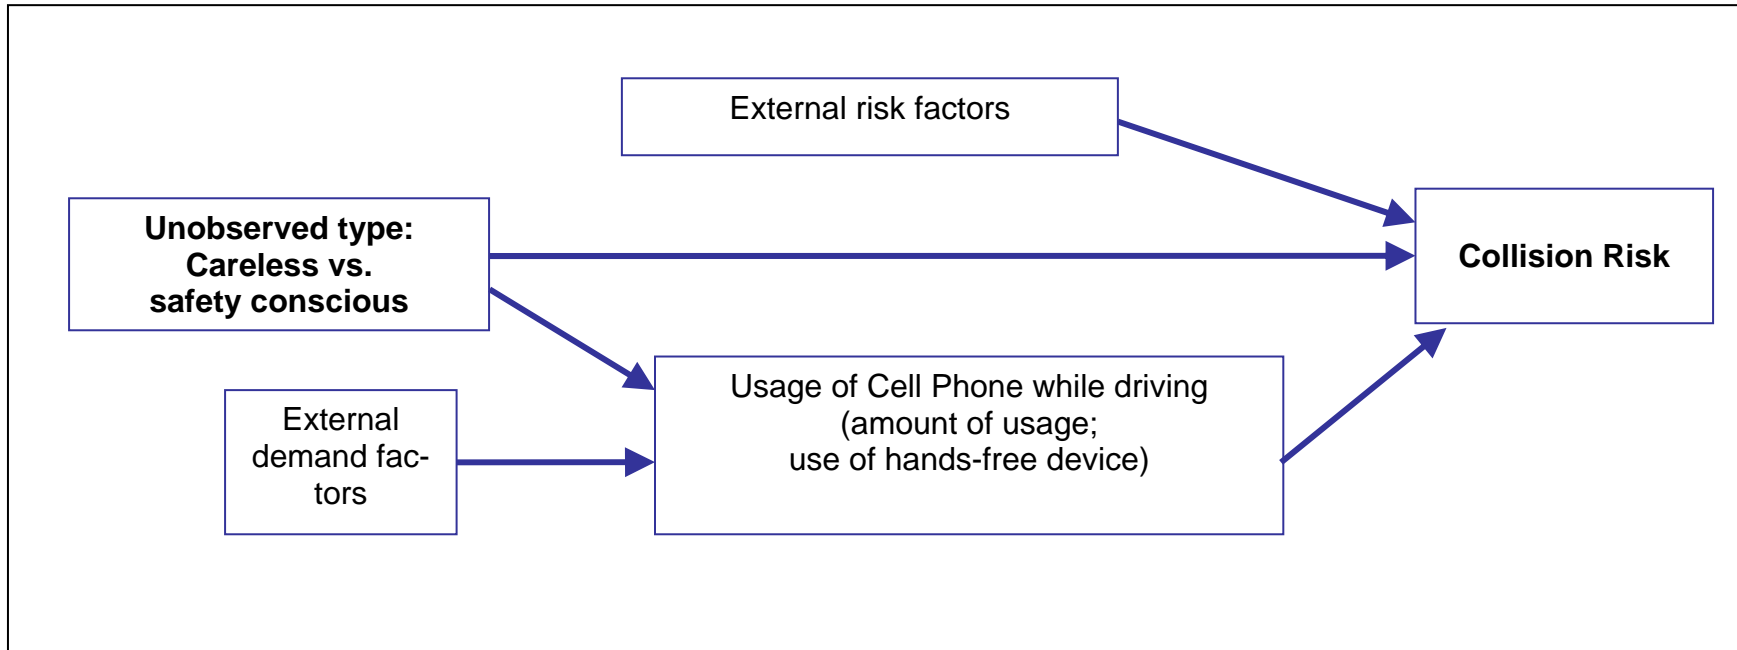 External risk factors
Unobserved type:
Careless vs.
safety conscious
Collision Risk
External
demand fac-
tors
Usage of Cell Phone while driving
(amount of usage;
use of hands-free device)